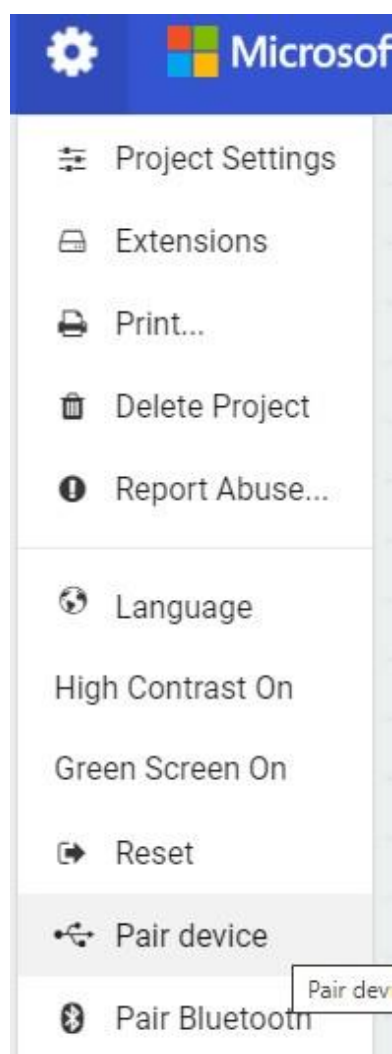 Microsof
Project Settings
Extensions
Print...
Delete Project
Report Abuse...
Language
High Contrast On
Green Screen On
Reset
Pair device
Pair dev
Pair Bluetooth